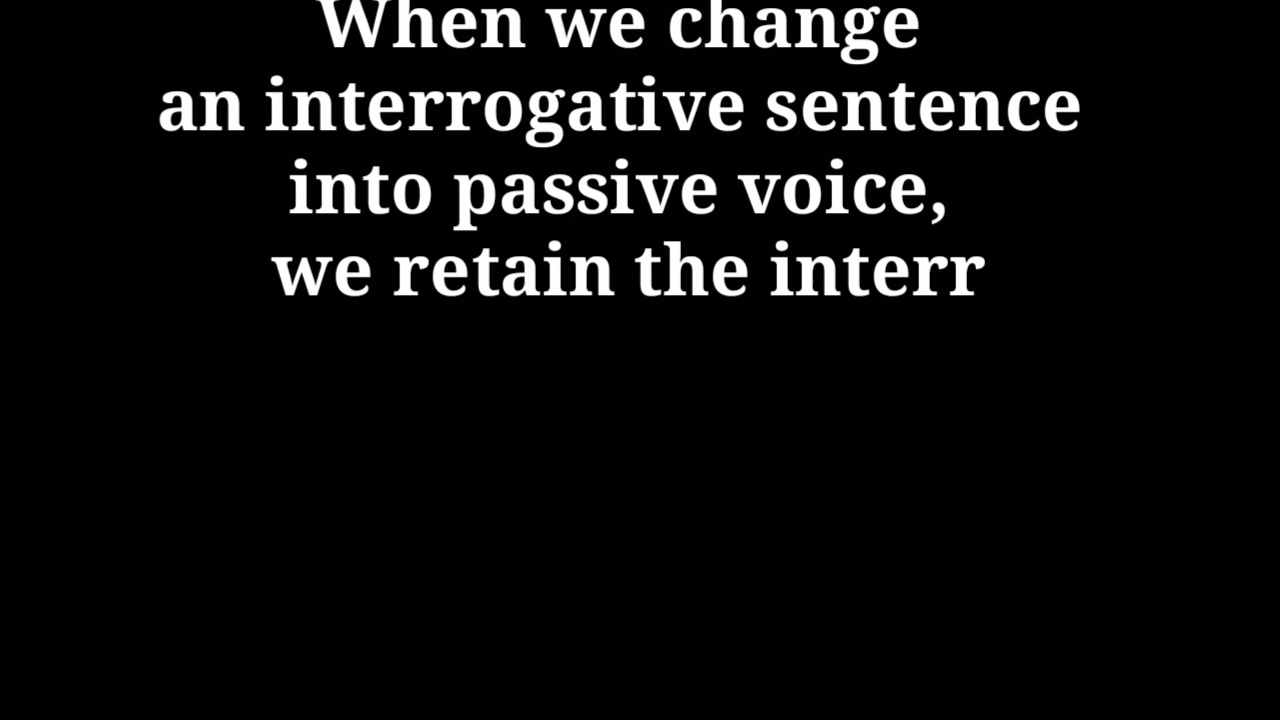 When we change
an interrogative sentence
into passive voice,
we retain the interr